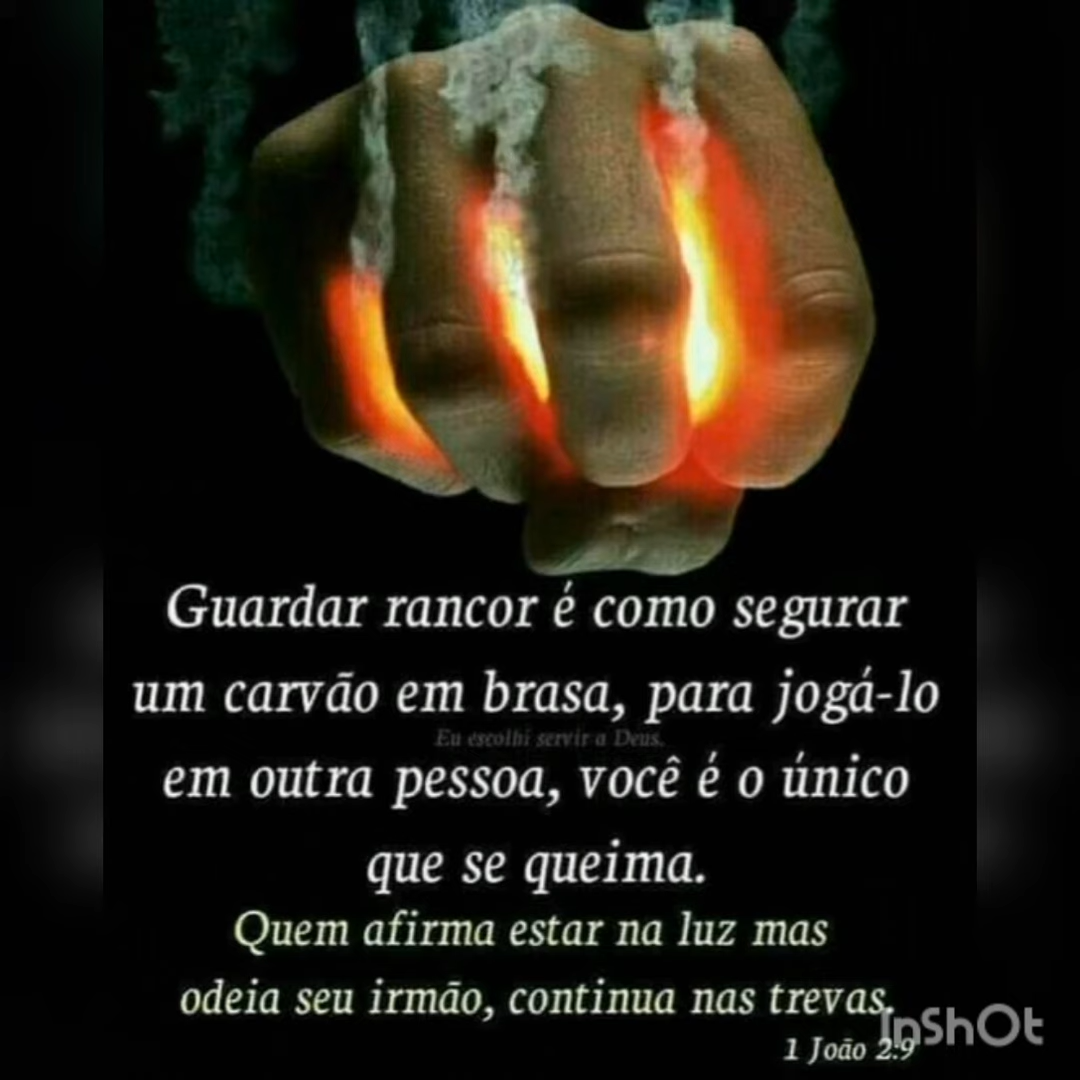 Guardar rancor é como segurar
um carvão em brasa, para jogá-lo
Eu escolhi servir a Deus.
em outra pessoa, você é o único
que se queima.
Quem afirma estar na luz mas
odeia seu irmão, continua nas trevas.
InShOt
1 João 2:9